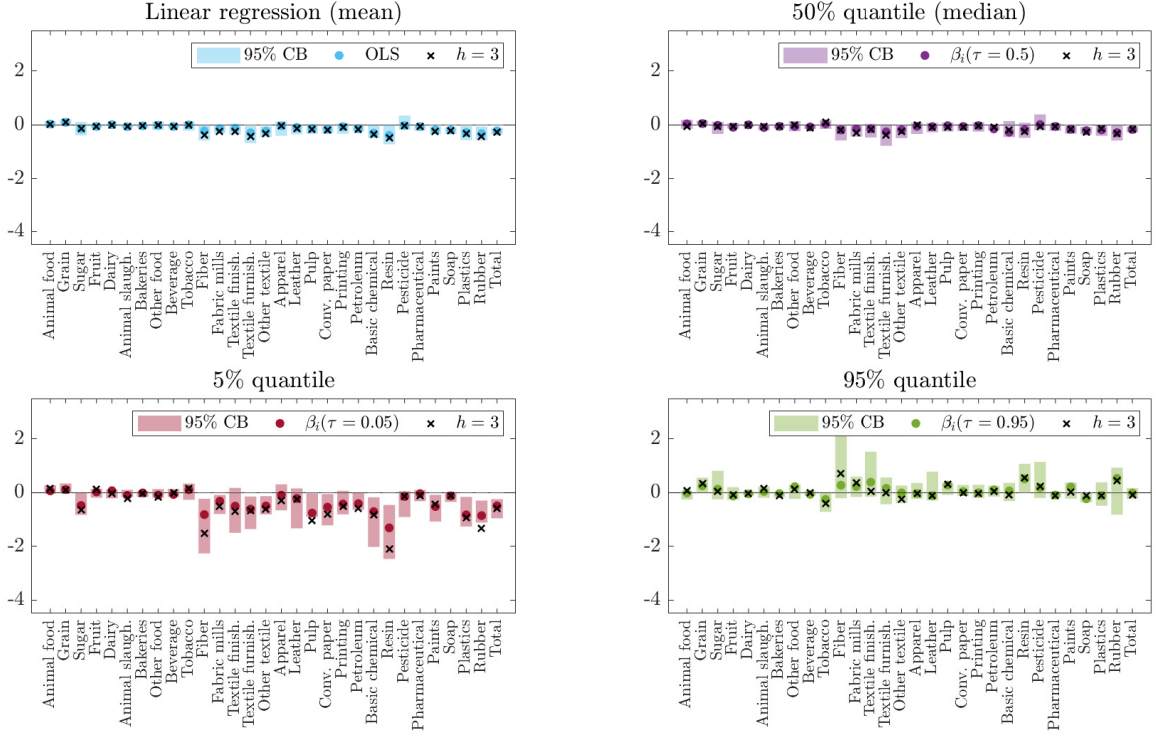 Linear regression (mean)
95% CB OLS × h = 3
2
0
-2
-4
Animal food
Grain
Sugar
Fruit
Dairy
Animal slaugh.
Bakeries
Other food
Beverage
Tobacco
Fiber
Fabric mills
Textile finish.
Textile furnish.
Other textile
Apparel
Leather
Pulp
Conv. paper
Printing
Petroleum
Basic chemical
Resin
Pesticide
Pharmaceutical
Paints
Soap
Plastics
Rubber
Total
50% quantile (median)
95% CB βi(τ = 0.5) × h = 3
2
0
-2
-4
Animal food
Grain
Sugar
Fruit
Dairy
Animal slaugh.
Bakeries
Other food
Beverage
Tobacco
Fiber
Fabric mills
Textile finish.
Textile furnish.
Other textile
Apparel
Leather
Pulp
Conv. paper
Printing
Petroleum
Basic chemical
Resin
Pesticide
Pharmaceutical
Paints
Soap
Plastics
Rubber
Total
5% quantile
95% CB βi(τ = 0.05) × h = 3
2
0
-2
-4
Animal food
Grain
Sugar
Fruit
Dairy
Animal slaugh.
Bakeries
Other food
Beverage
Tobacco
Fiber
Fabric mills
Textile finish.
Textile furnish.
Other textile
Apparel
Leather
Pulp
Conv. paper
Printing
Petroleum
Basic chemical
Resin
Pesticide
Pharmaceutical
Paints
Soap
Plastics
Rubber
Total
95% quantile
95% CB βi(τ = 0.95) × h = 3
2
0
-2
-4
Animal food
Grain
Sugar
Fruit
Dairy
Animal slaugh.
Bakeries
Other food
Beverage
Tobacco
Fiber
Fabric mills
Textile finish.
Textile furnish.
Other textile
Apparel
Leather
Pulp
Conv. paper
Printing
Petroleum
Basic chemical
Resin
Pesticide
Pharmaceutical
Paints
Soap
Plastics
Rubber
Total